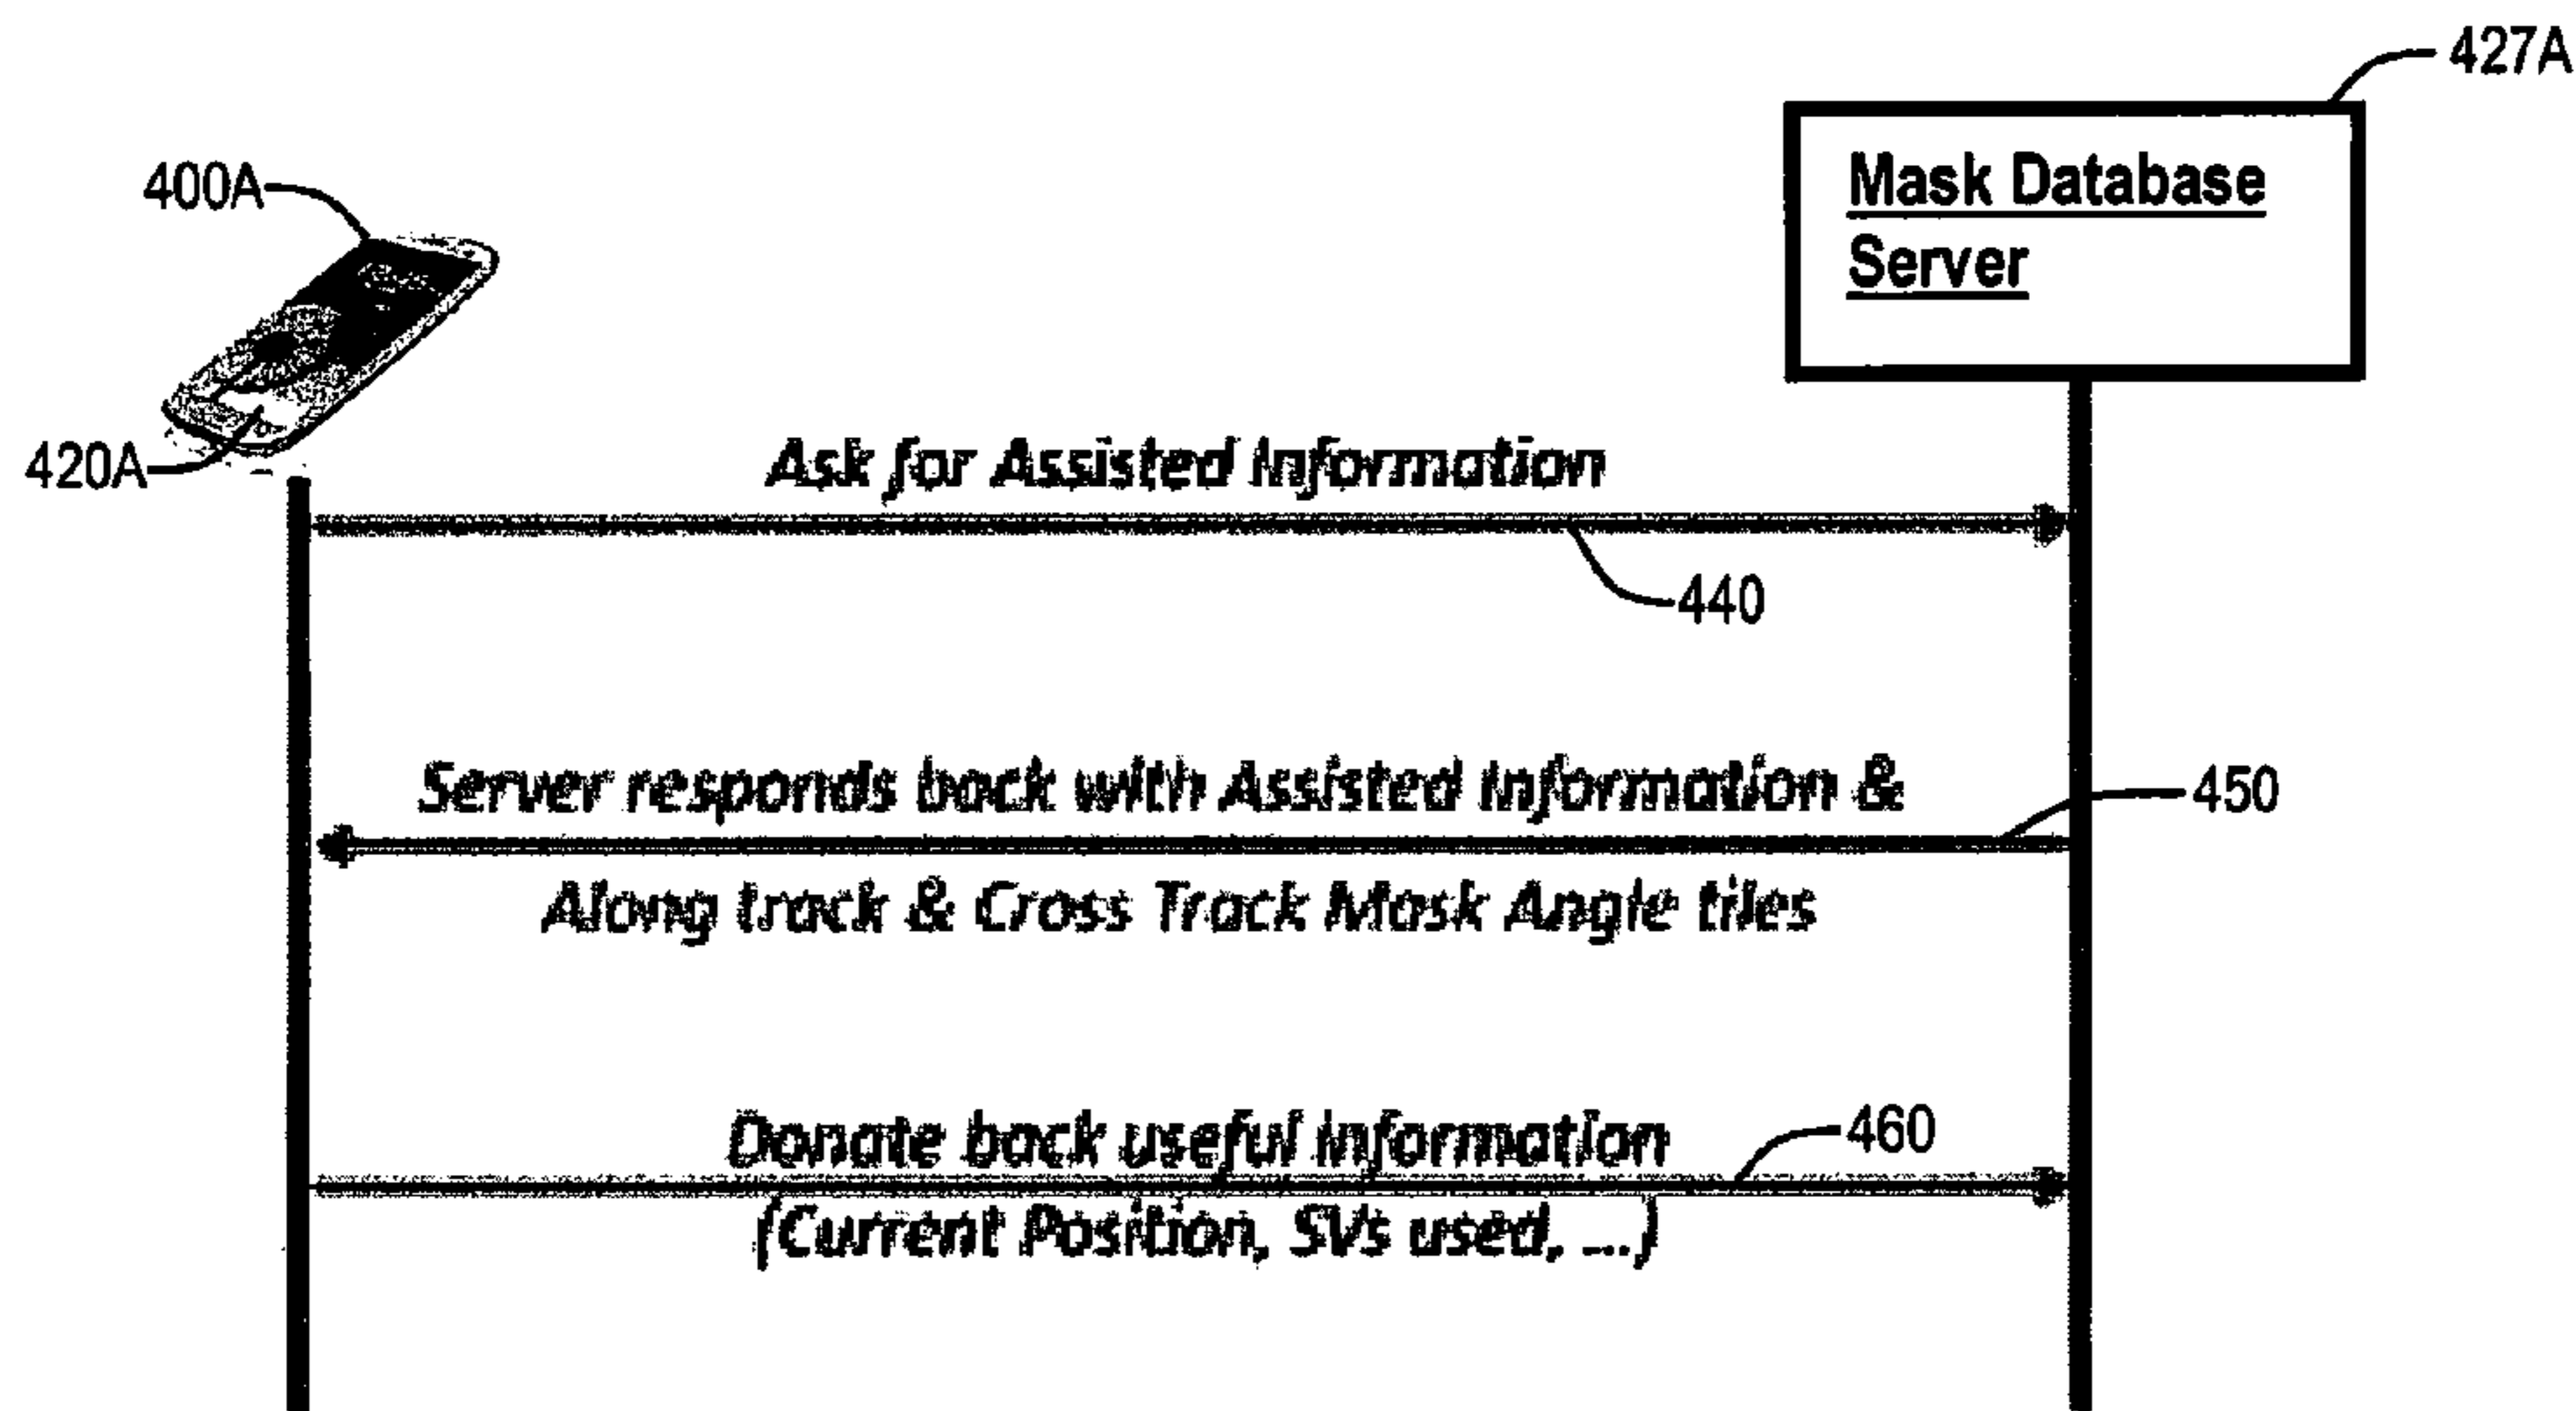 427A
Mask Database
Server
400A
420A
Ask for Assisted Information
440
Server responds back with Assisted Information &
450
Along track & Cross Track Mask Angle tiles
Donate back useful information
460
(Current Position, SVs used, ...)